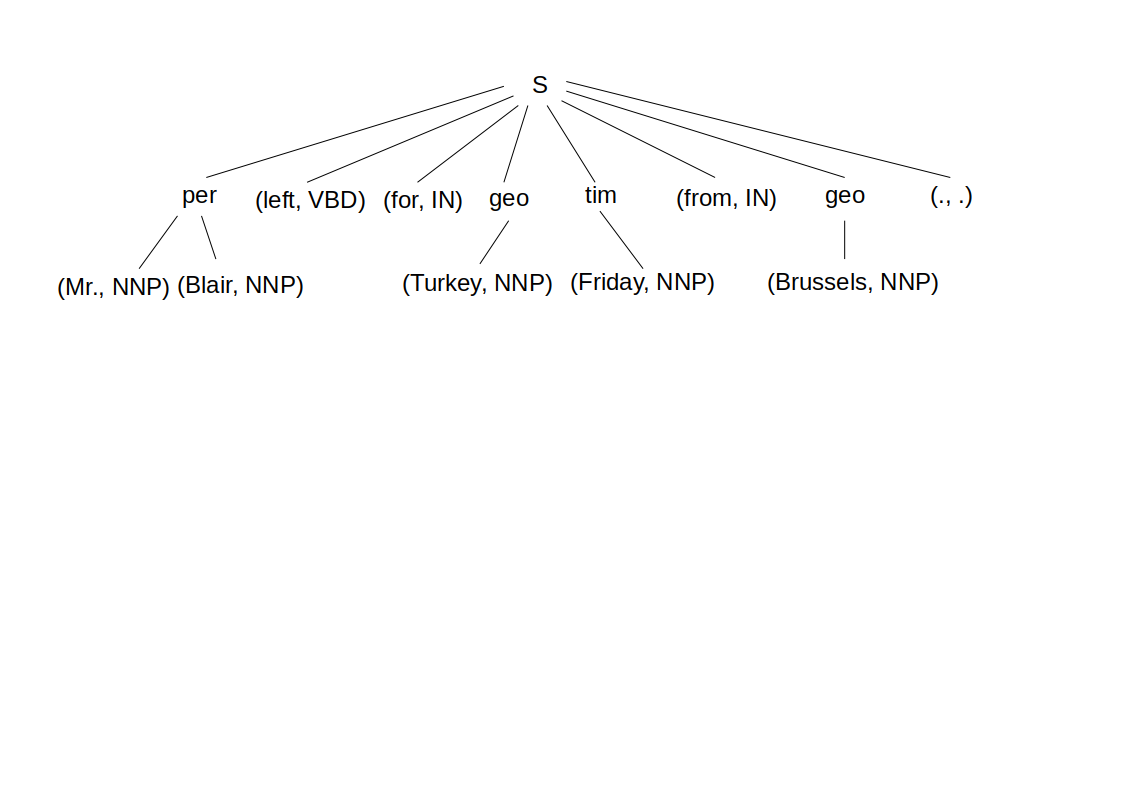 S
per (left, VBD) (for, IN) geo tim (from, IN) geo (., .)
(Mr., NNP) (Blair, NNP) (Turkey, NNP) (Friday, NNP) (Brussels, NNP)